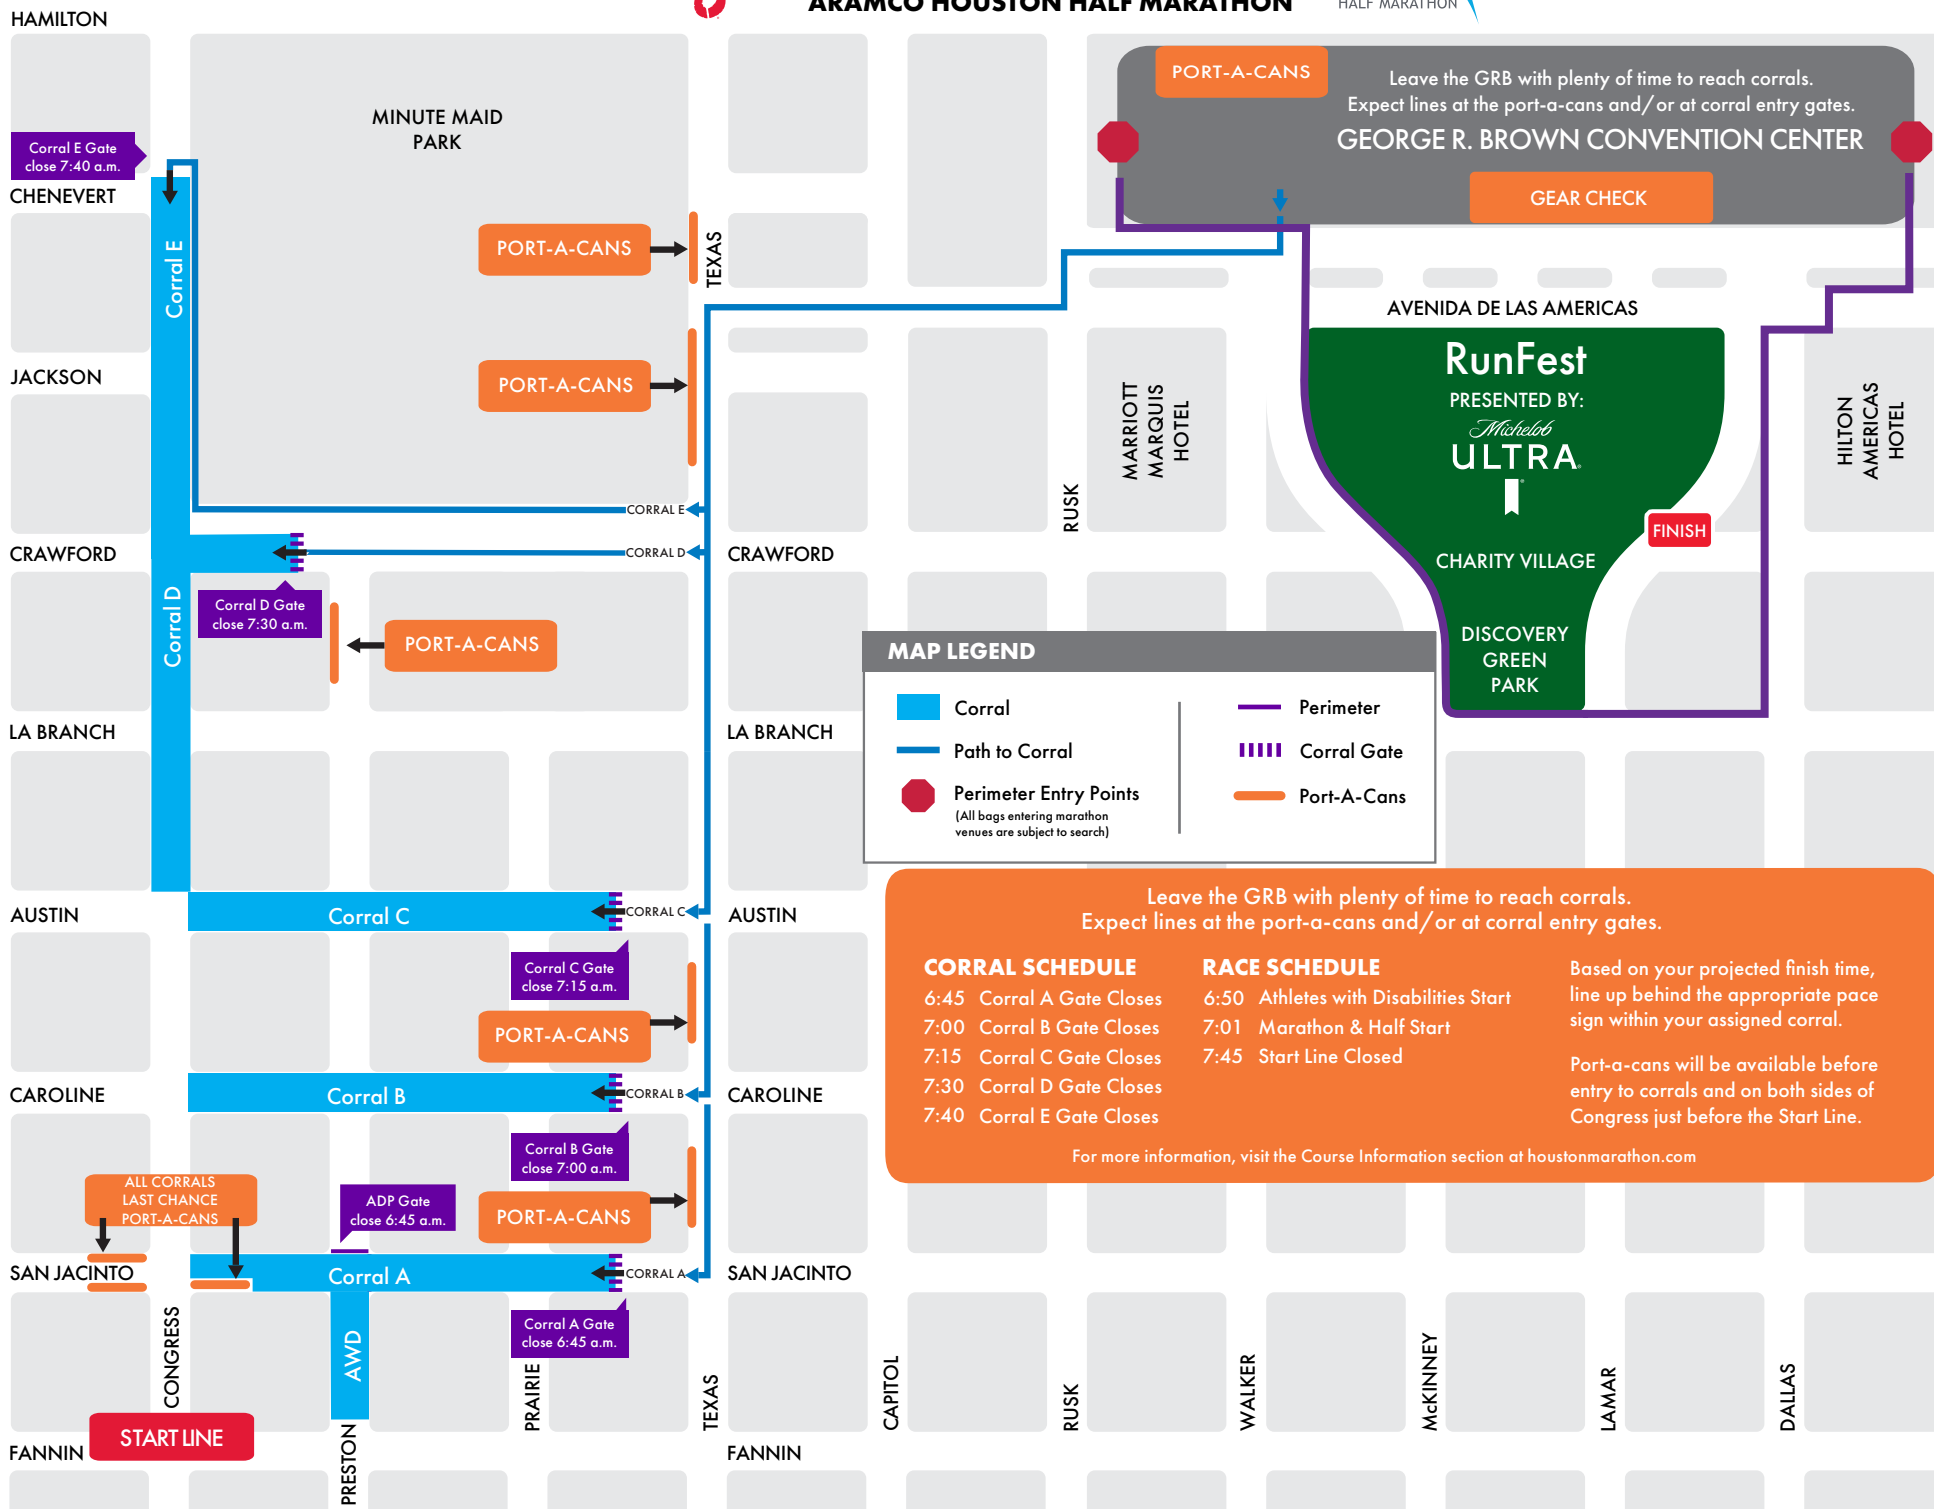 ARAMCO HOUSTON HALF MARATHON
HALF MARATHON
HAMILTON
MINUTE MAID
PARK
PORT-A-CANS
Leave the GRB with plenty of time to reach corrals.
Expect lines at the port-a-cans and/or at corral entry gates.
GEORGE R. BROWN CONVENTION CENTER
GEAR CHECK
Corral E Gate
close 7:40 a.m.
CHENEVERT
Corral E
PORT-A-CANS
TEXAS
AVENIDA DE LAS AMERICAS
JACKSON
PORT-A-CANS
RunFest
PRESENTED BY:
Michelob
ULTRA
MARRIOTT
MARQUIS
HOTEL
HILTON
AMERICAS
HOTEL
RUSK
CORRAL E
FINISH
CRAWFORD
CORRAL D
CRAWFORD
CHARITY VILLAGE
Corral D
Corral D Gate
close 7:30 a.m.
PORT-A-CANS
DISCOVERY
GREEN
PARK
MAP LEGEND
Corral
Path to Corral
Perimeter Entry Points
(All bags entering marathon
venues are subject to search)
Perimeter
Corral Gate
Port-A-Cans
LA BRANCH
LA BRANCH
AUSTIN
Corral C
CORRAL C
AUSTIN
Corral C Gate
close 7:15 a.m.
PORT-A-CANS
Leave the GRB with plenty of time to reach corrals.
Expect lines at the port-a-cans and/or at corral entry gates.
CORRAL SCHEDULE
6:45 Corral A Gate Closes
7:00 Corral B Gate Closes
7:15 Corral C Gate Closes
7:30 Corral D Gate Closes
7:40 Corral E Gate Closes
RACE SCHEDULE
6:50 Athletes with Disabilities Start
7:01 Marathon & Half Start
7:45 Start Line Closed
Based on your projected finish time,
line up behind the appropriate pace
sign within your assigned corral.
Port-a-cans will be available before
entry to corrals and on both sides of
Congress just before the Start Line.
For more information, visit the Course Information section at houstonmarathon.com
CAROLINE
Corral B
CORRAL B
CAROLINE
Corral B Gate
close 7:00 a.m.
ALL CORRALS
LAST CHANCE
PORT-A-CANS
ADP Gate
close 6:45 a.m.
PORT-A-CANS
SAN JACINTO
Corral A
CORRAL A
SAN JACINTO
Corral A Gate
close 6:45 a.m.
CONGRESS
AWD
PRAIRIE
TEXAS
CAPITOL
RUSK
WALKER
McKINNEY
LAMAR
DALLAS
START LINE
FANNIN
PRESTON
FANNIN